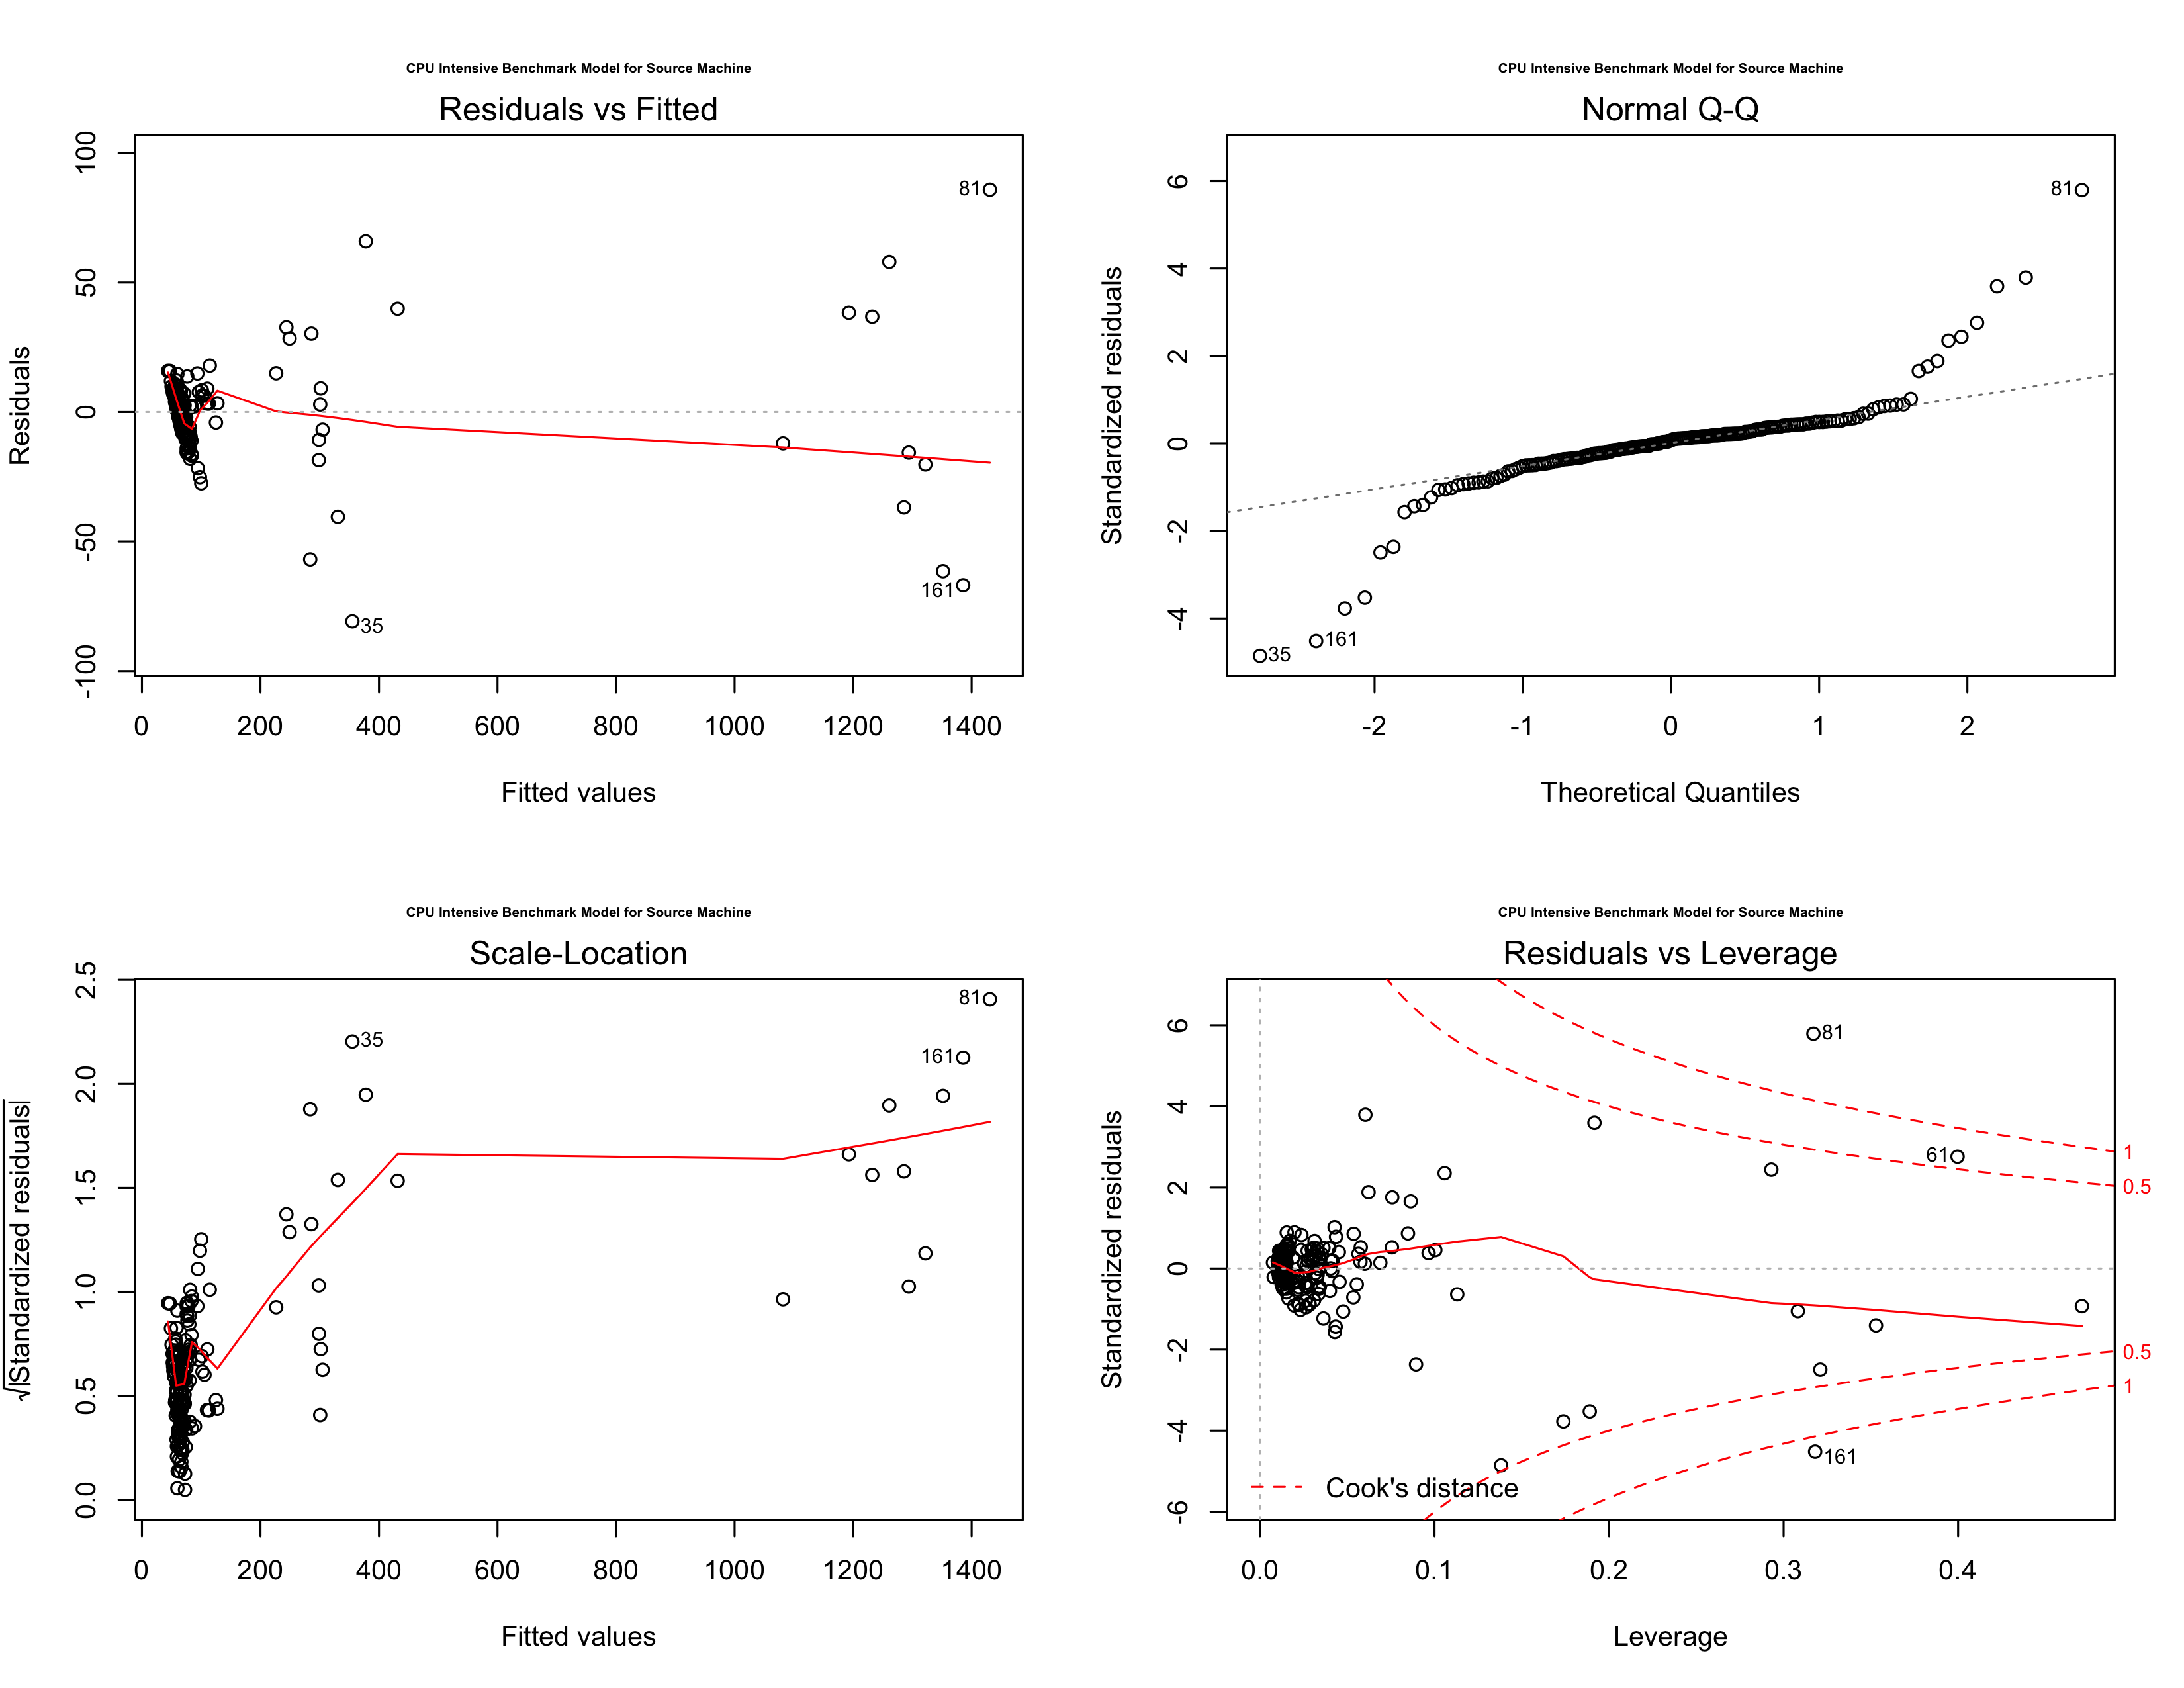 CPU Intensive Benchmark Model for Source Machine
Residuals vs Fitted
100
50
0
-50
-100
Residuals
81
161
35
0 200 400 600 800 1000 1200 1400
Fitted values
CPU Intensive Benchmark Model for Source Machine
Normal Q-Q
6
4
2
0
-2
-4
Standardized residuals
81
161
35
-2 -1 0 1 2
Theoretical Quantiles
CPU Intensive Benchmark Model for Source Machine
Scale-Location
2.5
2.0
1.5
1.0
0.5
0.0
√|Standardized residuals|
81
35
161
0 200 400 600 800 1000 1200 1400
Fitted values
CPU Intensive Benchmark Model for Source Machine
Residuals vs Leverage
6
4
2
0
-2
-4
-6
Standardized residuals
81
61
161
1
0.5
0.5
1
Cook's distance
0.0 0.1 0.2 0.3 0.4
Leverage